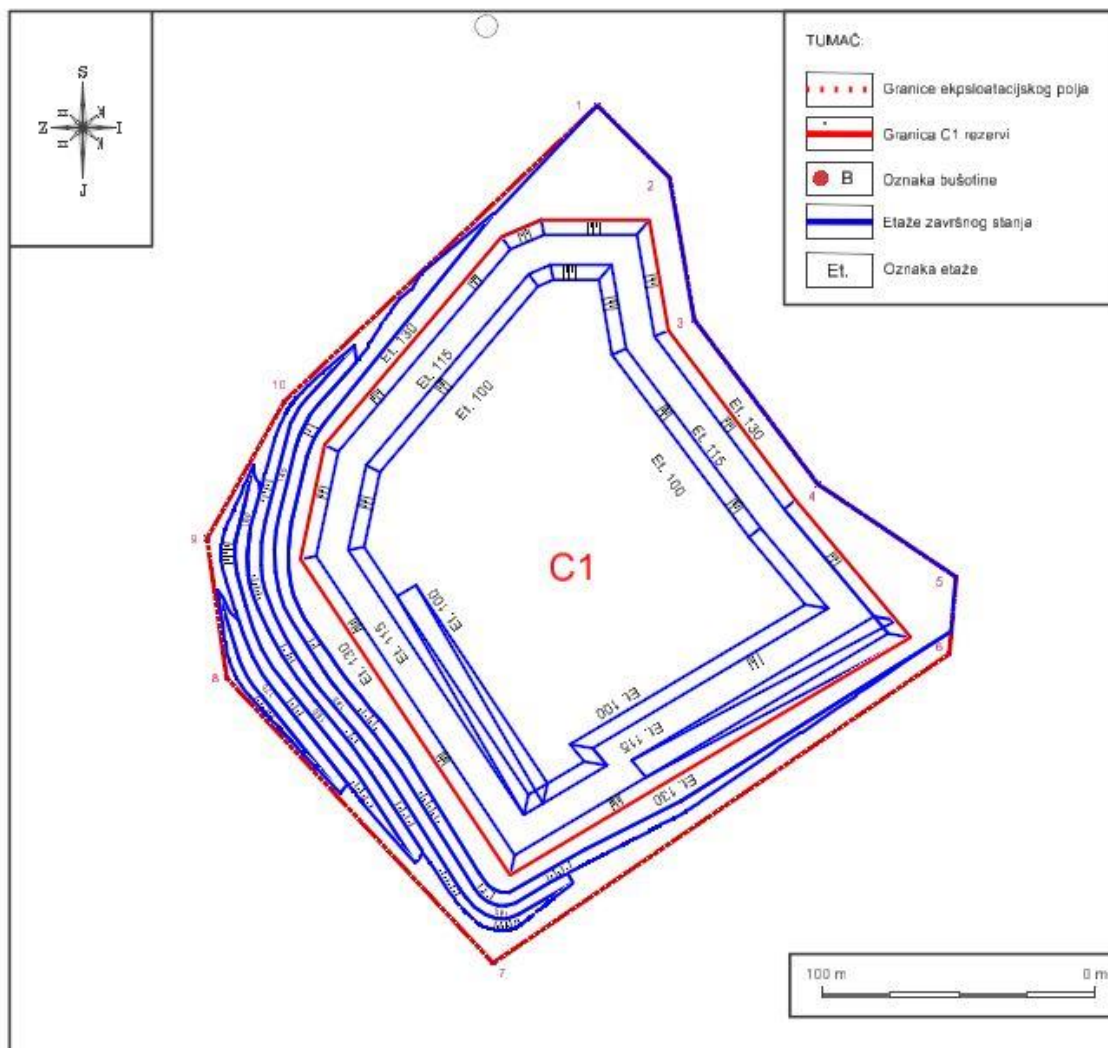 TUMAČ:
Granice ekpsloatacijskog polja
Granica C1 rezervi
B
Oznaka bušotine
Etaže završnog stanja
Et.
Oznaka etaže
S
Z
I
J
1
2
3
4
5
6
7
8
9
10
Et. 130
Et. 115
Et. 100
Et. 130
Et. 115
Et. 100
C1
Et. 100
Et. 115
Et. 130
Et. 100
Et. 115
Et. 130
100 m
0 m